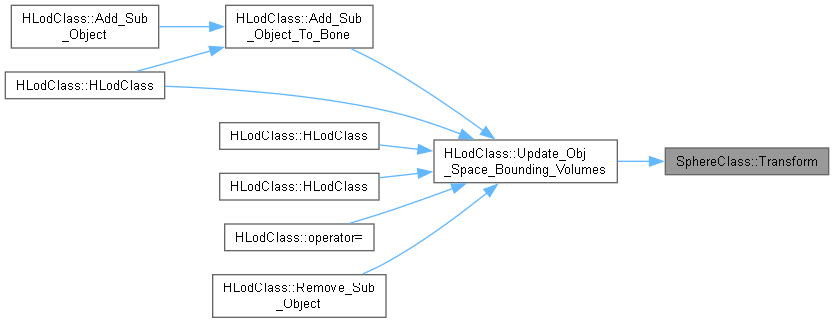 HLodClass::Add_Sub
_Object
HLodClass::Add_Sub
_Object_To_Bone
HLodClass::HLodClass
HLodClass::HLodClass
HLodClass::Update_Obj
_Space_Bounding_Volumes
SphereClass::Transform
HLodClass::HLodClass
HLodClass::operator=
HLodClass::Remove_Sub
_Object